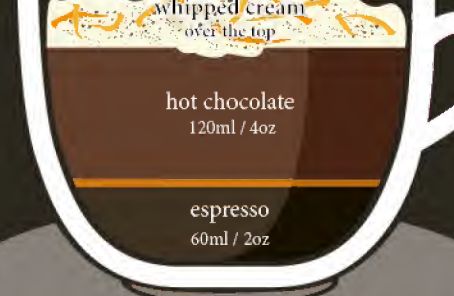 whipped cream
over the top
hot chocolate
120ml / 4oz
espresso
60ml / 2oz